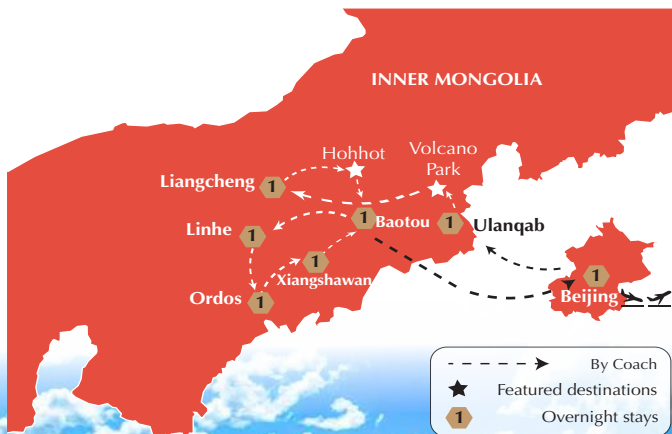 INNER MONGOLIA
Hohhot
Volcano
Park
Liangcheng
1
1
Baotou
1
Ulanqab
Linhe
1
1
Xiangshawan
Ordos
1
1
Beijing
By Coach
Featured destinations
1
Overnight stays